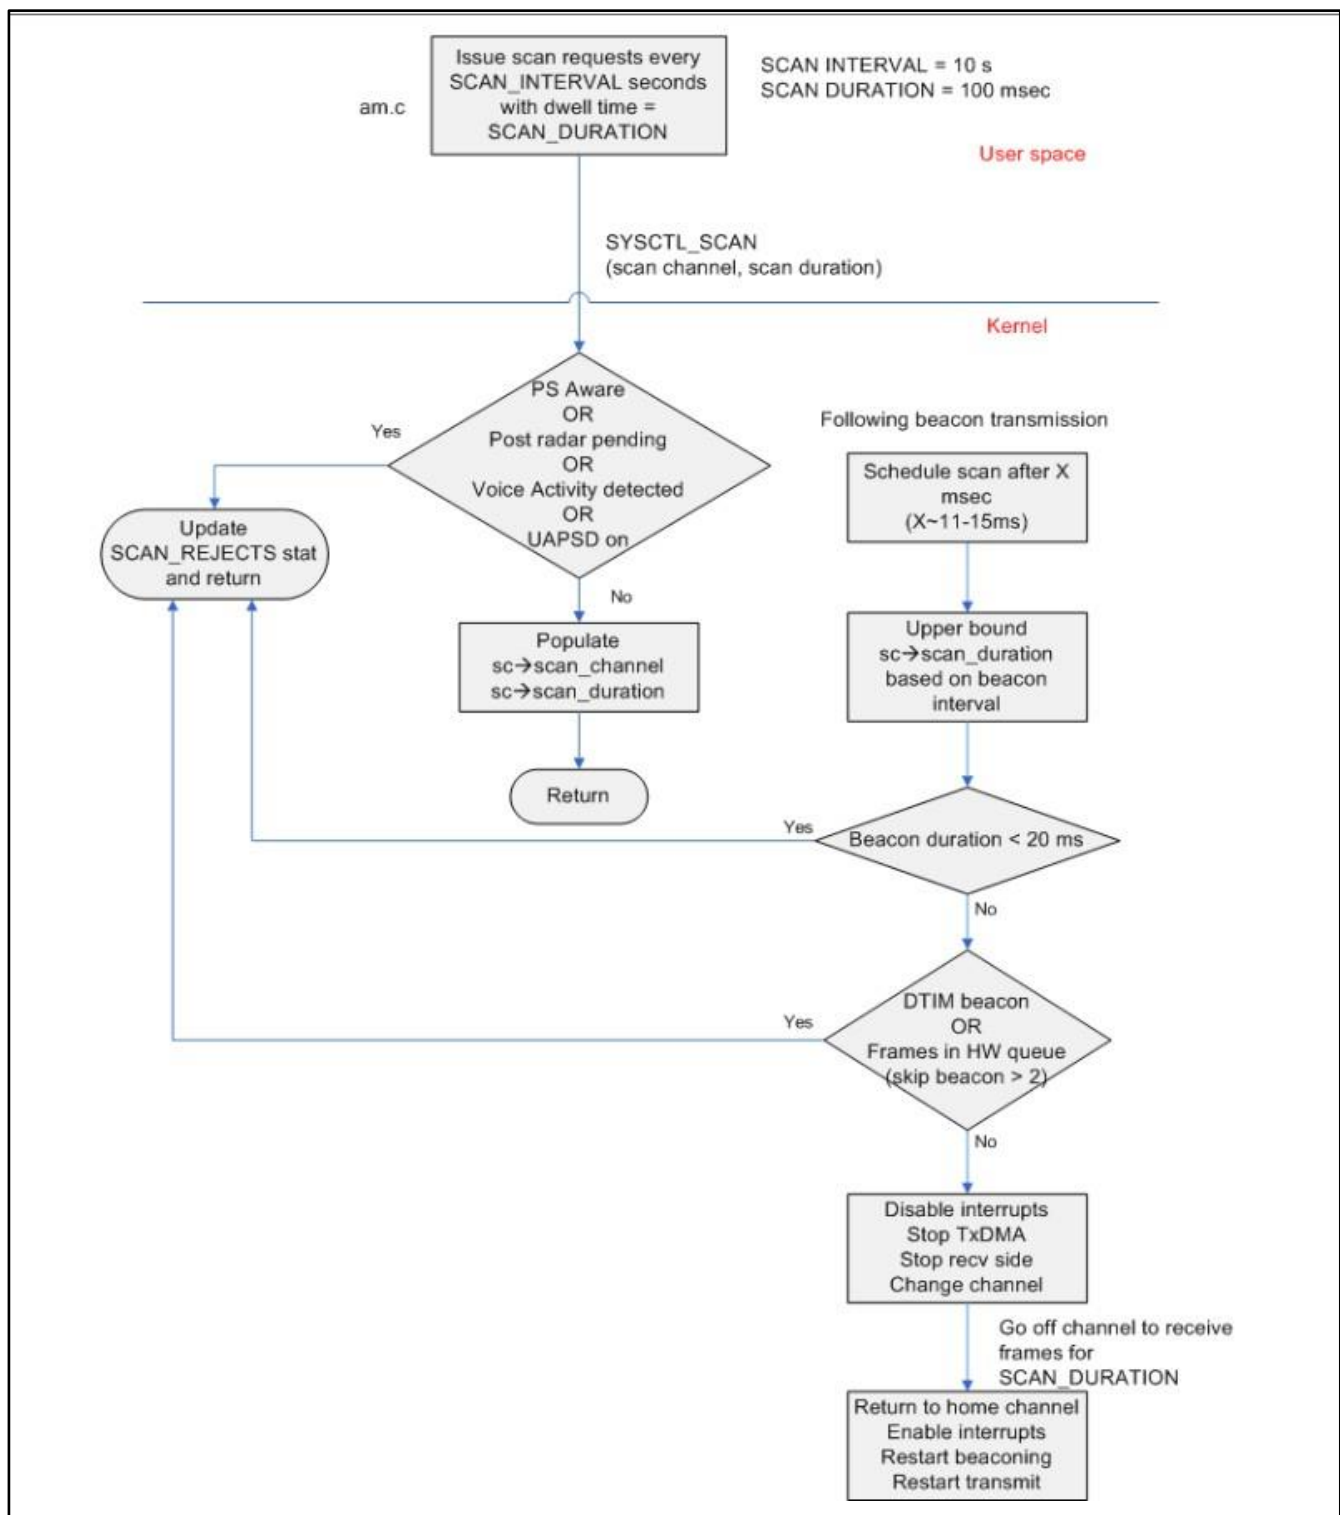 Issue scan requests every
SCAN_INTERVAL seconds
with dwell time =
SCAN_DURATION
SCAN INTERVAL = 10 s
SCAN DURATION = 100 msec
am.c
User space
SYSCTL_SCAN
(scan channel, scan duration)
Kernel
PS Aware
OR
Post radar pending
OR
Voice Activity detected
OR
UAPSD on
Yes
Update
SCAN_REJECTS stat
and return
No
Populate
sc→scan_channel
sc→scan_duration
Return
Following beacon transmission
Schedule scan after X
msec
(X~11-15ms)
Upper bound
sc→scan_duration
based on beacon
interval
Yes
Beacon duration < 20 ms
No
Yes
DTIM beacon
OR
Frames in HW queue
(skip beacon > 2)
No
Disable interrupts
Stop TxDMA
Stop recv side
Change channel
Go off channel to receive
frames for
SCAN_DURATION
Return to home channel
Enable interrupts
Restart beaconing
Restart transmit